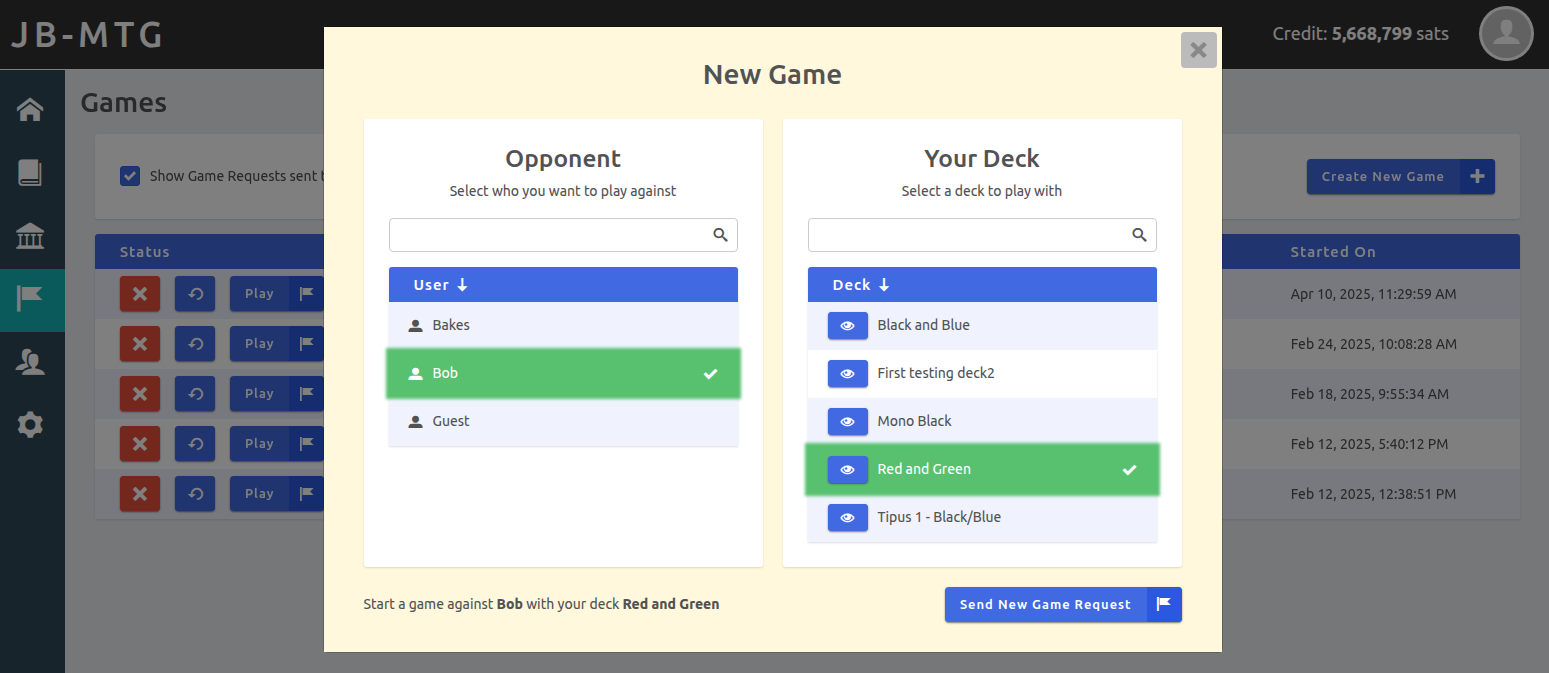 JB-MTG
Credit: 5,668,799 sats
Games
Show Game Requests sent t
Create New Game
Status
Started On
Play
Apr 10, 2025, 11:29:59 AM
Play
Feb 24, 2025, 10:08:28 AM
Play
Feb 18, 2025, 9:55:34 AM
Play
Feb 12, 2025, 5:40:12 PM
Play
Feb 12, 2025, 12:38:51 PM
New Game
Opponent
Select who you want to play against
User
Bakes
Bob
Guest
Your Deck
Select a deck to play with
Deck
Black and Blue
First testing deck2
Mono Black
Red and Green
Tipus 1 - Black/Blue
Start a game against Bob with your deck Red and Green
Send New Game Request